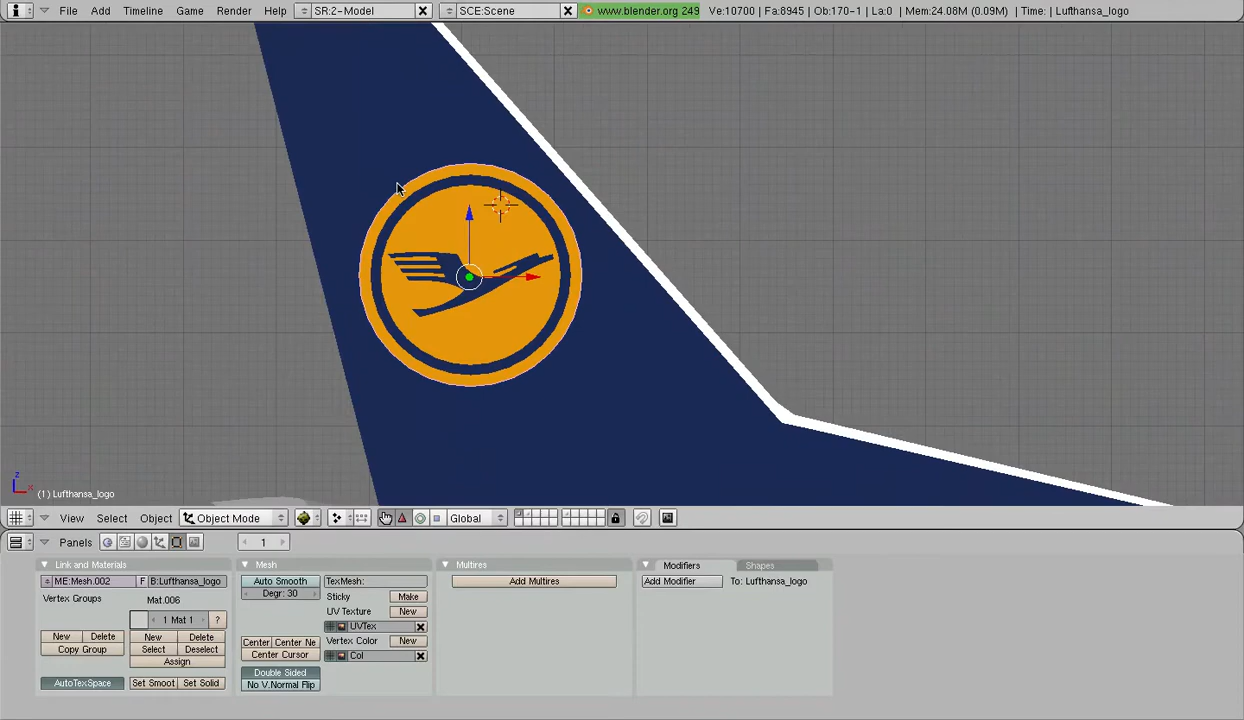 File Add Timeline Game Render Help SR:2-Model SCE:Scene www.blender.org 249 Ve:10700 | Fa:8945 | Ob:170-1 | La:0 | Mem:24.08M (0.09M) | Time: | Lufthansa_logo
z
x
(1) Lufthansa_logo
View Select Object Object Mode Global
Panels 1
Link and Materials Mesh Multires Modifiers Shapes
ME:Mesh.002 F OB:Lufthansa_logo Auto Smooth TexMesh: Add Multires Add Modifier To: Lufthansa_logo
Degr: 30 Sticky Make
Vertex Groups Mat.006
UV Texture New
1 Mat 1 ? UVTex
New Delete New Delete Center Center Ne Vertex Color New
Copy Group Select Deselect Center Cursor Col
Assign
Double Sided
AutoTexSpace Set Smoot Set Solid No V.Normal Flip